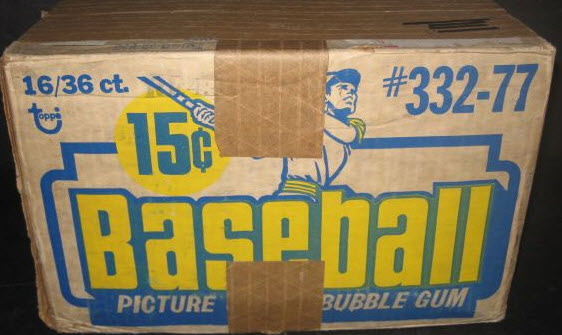 16/36 ct.
#332-77
Topps
15¢
Baseball
PICTURE BUBBLE GUM